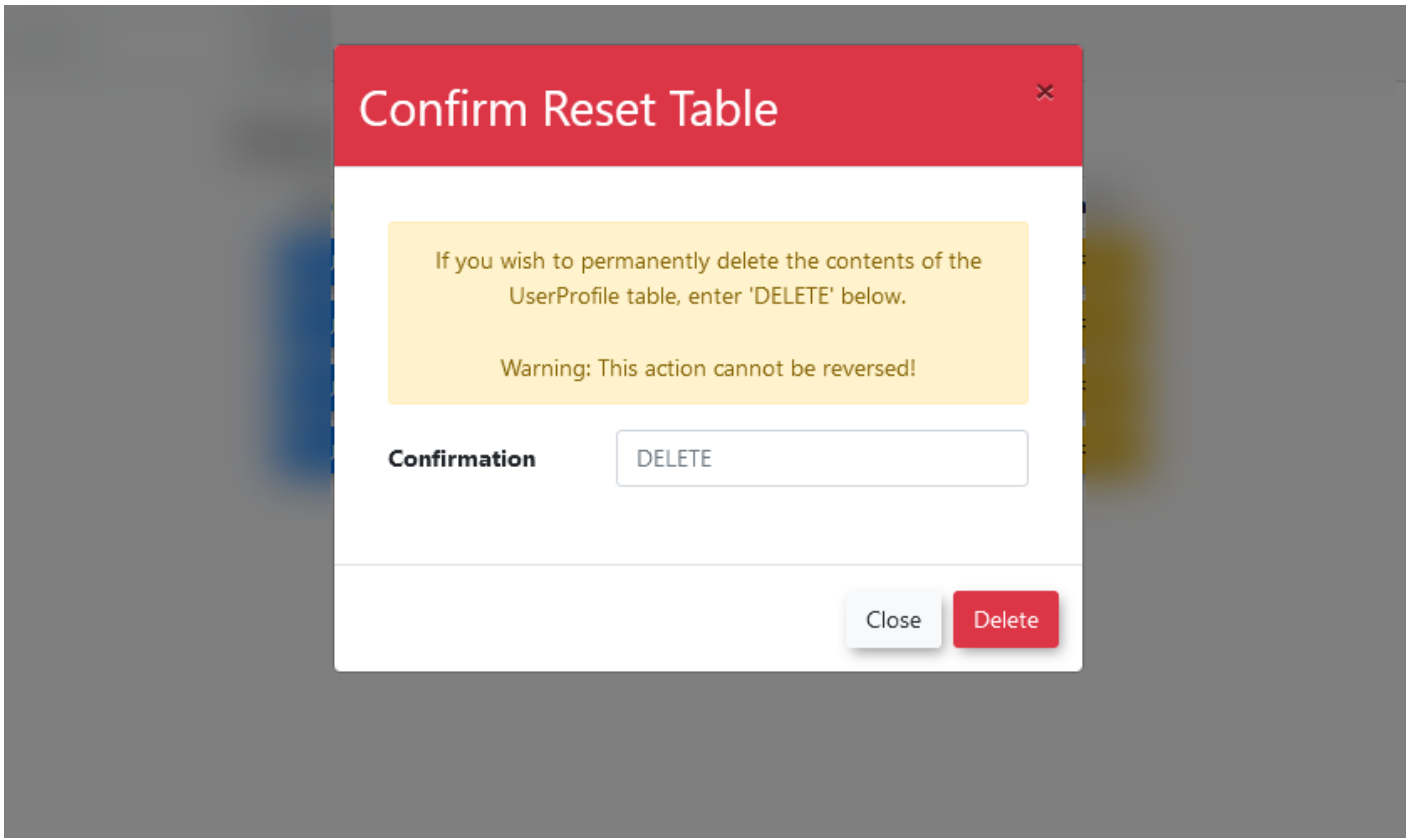 Confirm Reset Table
×
If you wish to permanently delete the contents of the
UserProfile table, enter 'DELETE' below.
Warning: This action cannot be reversed!
Confirmation
DELETE
Close
Delete